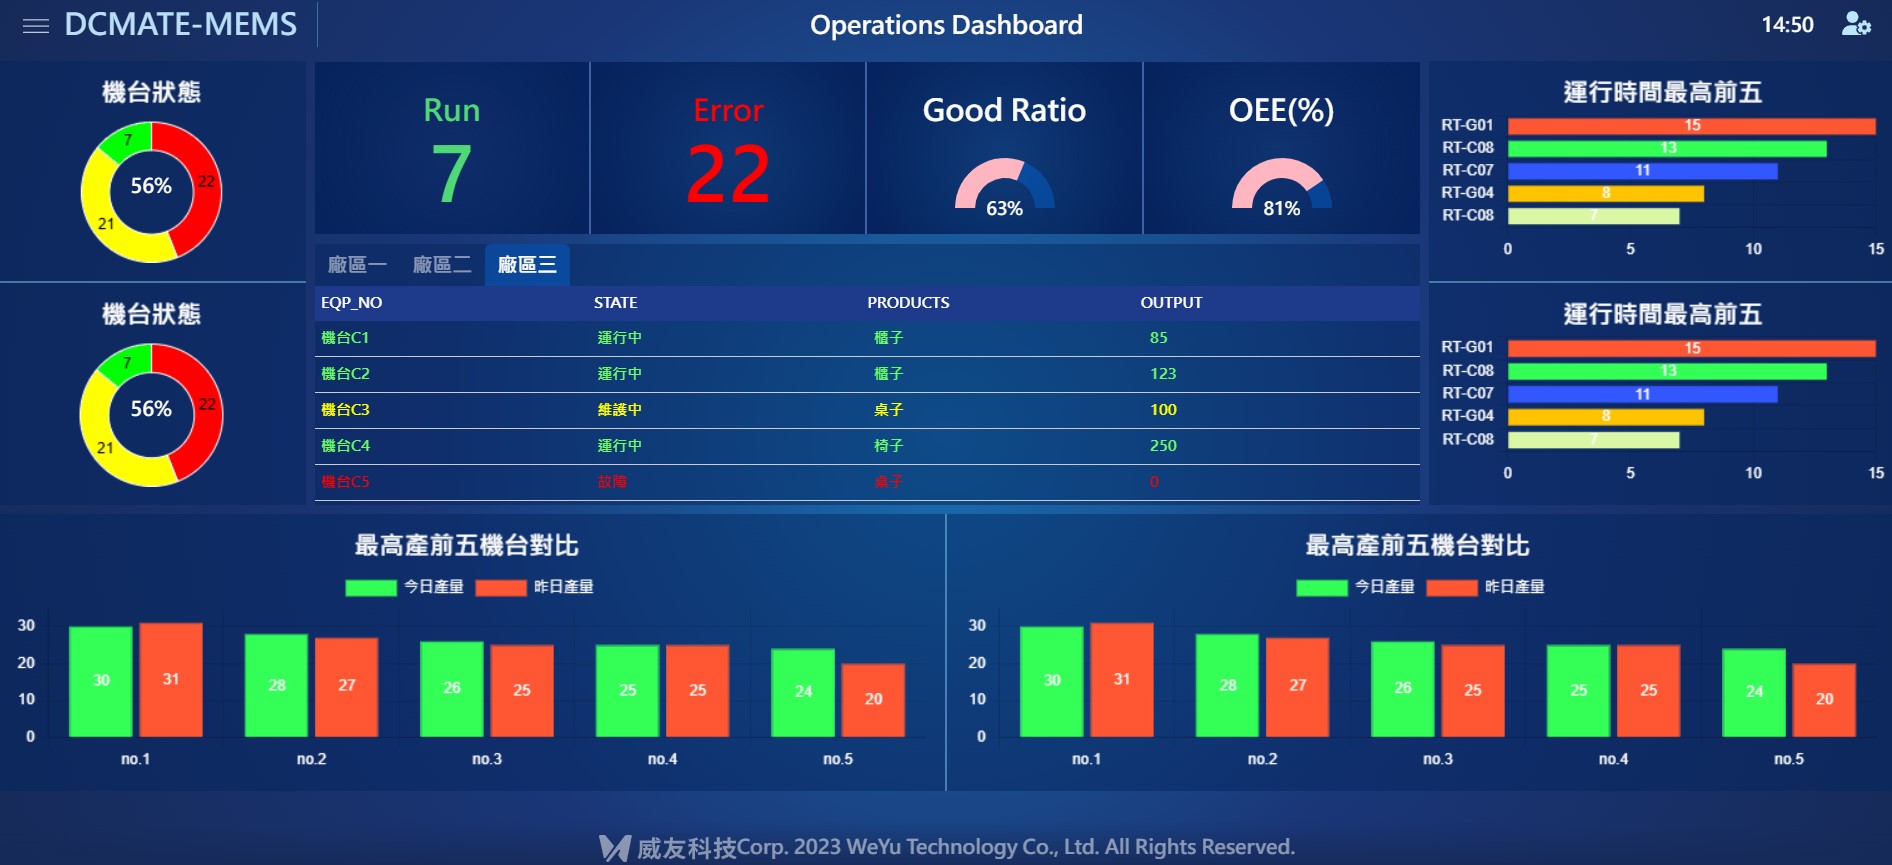 DCMATE-MEMS
Operations Dashboard
14:50
機台狀態
7
22
21
56%
機台狀態
7
22
21
56%
Run
7
Error
22
Good Ratio
63%
OEE(%)
81%
廠區一 廠區二 廠區三
EQP_NO STATE PRODUCTS OUTPUT
機台C1 運行中 櫃子 85
機台C2 運行中 櫃子 123
機台C3 維護中 桌子 100
機台C4 運行中 椅子 250
機台C5 故障 桌子 0
運行時間最高前五
RT-G01 15
RT-C08 13
RT-C07 11
RT-G04 8
RT-C08 7
0 5 10 15
運行時間最高前五
RT-G01 15
RT-C08 13
RT-C07 11
RT-G04 8
RT-C08 7
0 5 10 15
最高產前五機台對比
今日產量 昨日產量
30
20
10
0
30 31 28 27 26 25 25 25 24 20
no.1 no.2 no.3 no.4 no.5
最高產前五機台對比
今日產量 昨日產量
30
20
10
0
30 31 28 27 26 25 25 25 24 20
no.1 no.2 no.3 no.4 no.5
威友科技Corp. 2023 WeYu Technology Co., Ltd. All Rights Reserved.